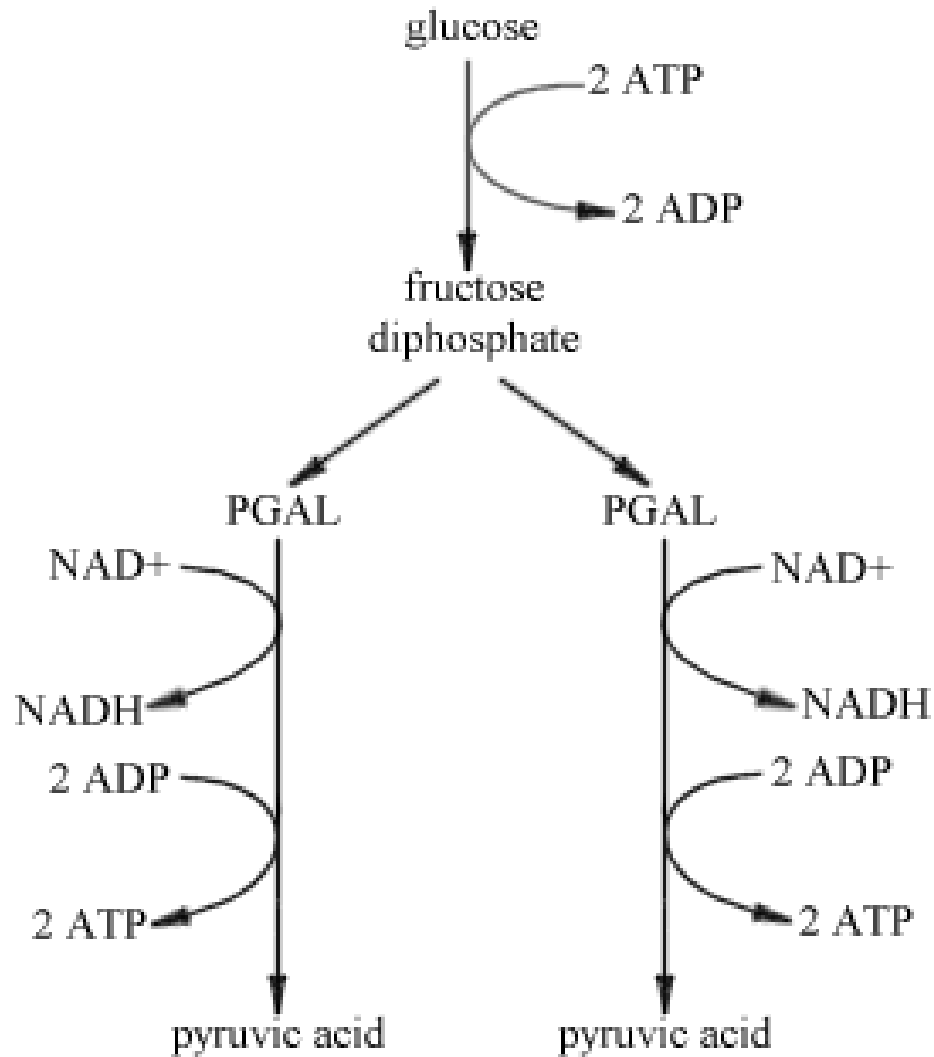 glucose
2 ATP
2 ADP
fructose
diphosphate
PGAL
PGAL
NAD+
NAD+
NADH
NADH
2 ADP
2 ADP
2 ATP
2 ATP
pyruvic acid
pyruvic acid